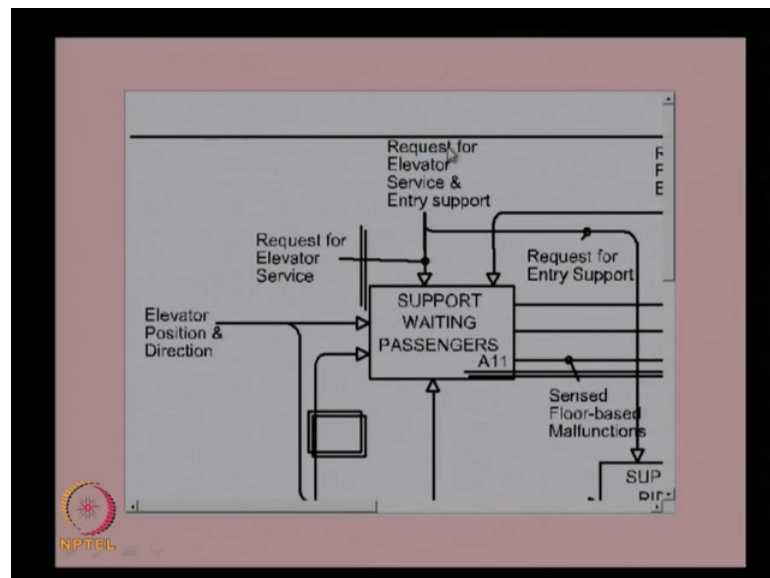 Request for
Elevator
Service &
Entry support
R
F
E
Request for
Elevator
Service
Request for
Entry Support
Elevator
Position &
Direction
SUPPORT
WAITING
PASSENGERS
A11
Sensed
Floor-based
Malfunctions
SUP
NPTEL